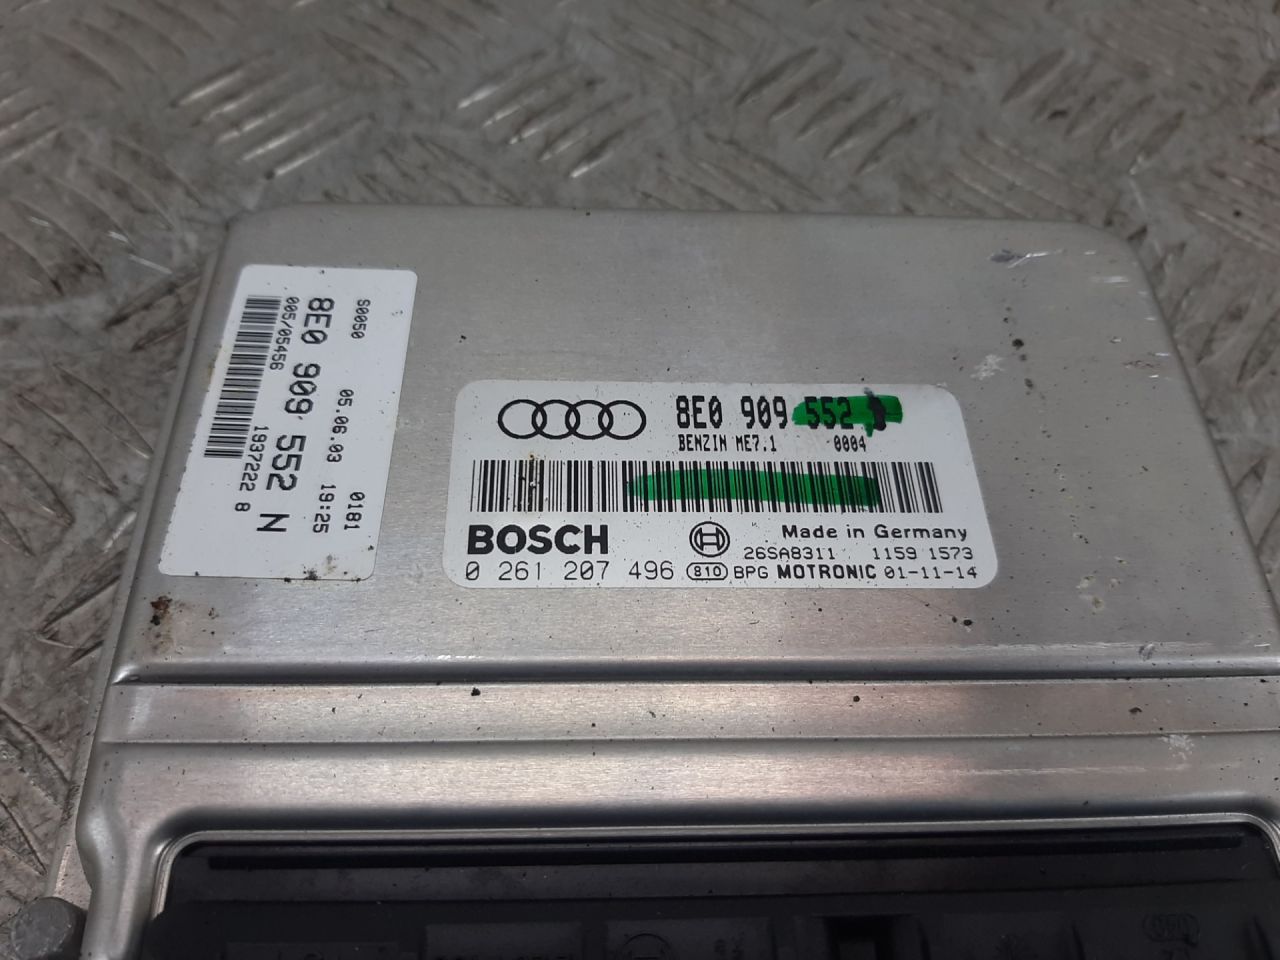 S0050 05.06.03 19:25 0181
8E0 909 552 N
005/05456 1937222 8
8E0 909 552
BENZIN ME7.1 0004
BOSCH
Made in Germany
26SA8311 1159 1573
0 261 207 496 810 BPG MOTRONIC 01-11-14